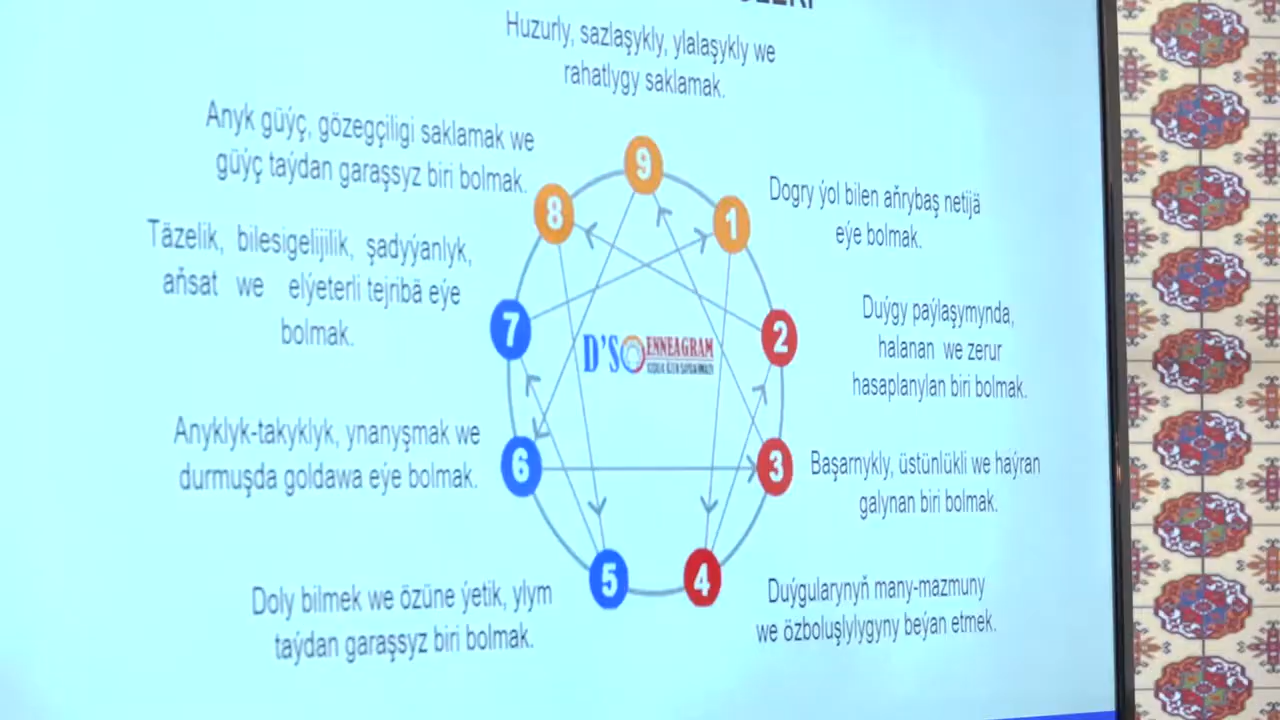 Huzurly, sazlaşykly, ylalaşykly we
rahatlygy saklamak.
Anyk güýç, gözegçiligi saklamak we
güýç taýdan garaşsyz biri bolmak.
9
8
1
Dogry ýol bilen aňrybaş netijä
eýe bolmak.
Täzelik, bilesigelijilik, şadyýanlyk,
aňsat we elýeterli tejribä eýe
bolmak.
7
2
Duýgy paýlaşymynda,
halanan we zerur
hasaplanylan biri bolmak.
D'S ENNEAGRAM
Anyklyk-takyklyk, ynanyşmak we
durmuşda goldawa eýe bolmak.
6
3
Başarnykly, üstünlükli we haýran
galynan biri bolmak.
Doly bilmek we özüne ýetik, ylym
taýdan garaşsyz biri bolmak.
5
4
Duýgularynyň many-mazmuny
we özboluşlylygyny beýan etmek.